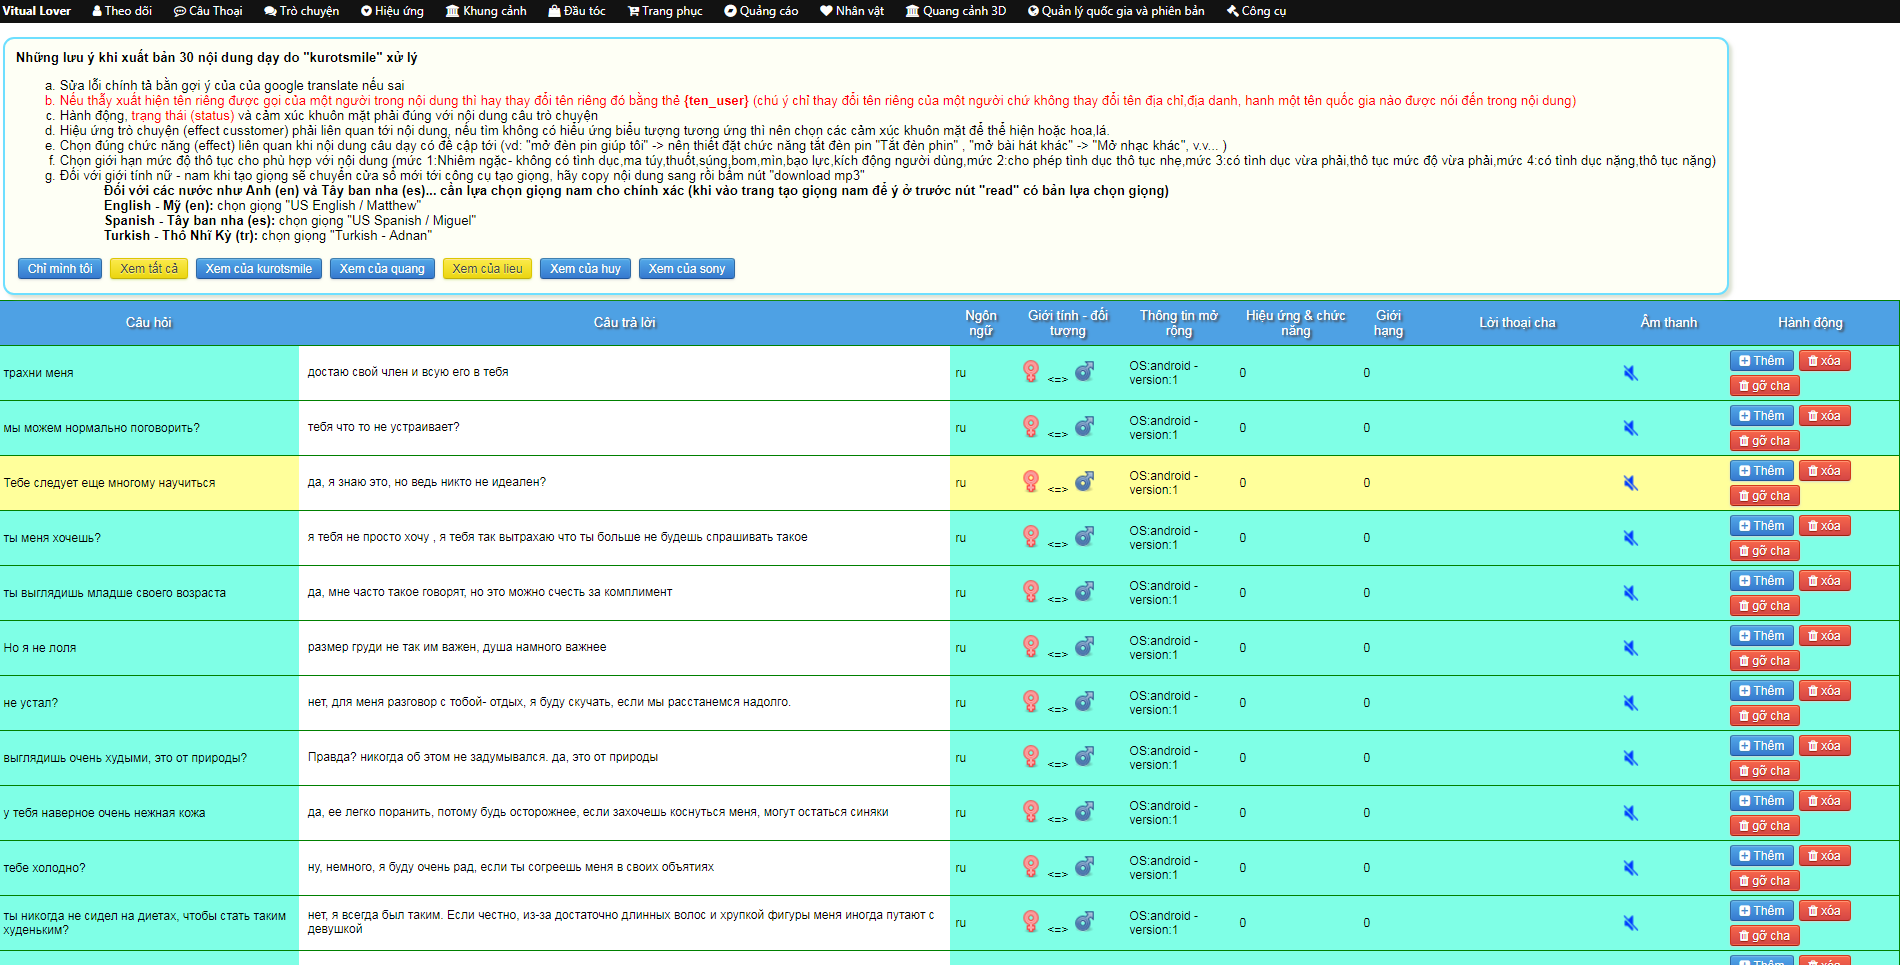 Vitual Lover Theo dõi Câu Thoại Trò chuyện Hiệu ứng Khung cảnh Đầu tóc Trang phục Quảng cáo Nhân vật Quang cảnh 3D Quản lý quốc gia và phiên bản Công cụ
Những lưu ý khi xuất bản 30 nội dung dạy do "kurotsmile" xử lý
a. Sửa lỗi chính tả bằn gợi ý của của google translate nếu sai
b. Nếu thấy xuất hiện tên riêng được gọi của một người trong nội dung thì hay thay đổi tên riêng đó bằng thẻ {ten_user} (chú ý chỉ thay đổi tên riêng của một người chứ không thay đổi tên địa chỉ,địa danh, hanh một tên quốc gia nào được nói đến trong nội dung)
c. Hành động, trạng thái (status) và cảm xúc khuôn mặt phải đúng với nội dung câu trò chuyện
d. Hiệu ứng trò chuyện (effect cusstomer) phải liên quan tới nội dung, nếu tìm không có hiểu ứng biểu tượng tương ứng thì nên chọn các cảm xúc khuôn mặt để thể hiện hoặc hoa,lá.
e. Chọn đúng chức năng (effect) liên quan khi nội dung câu dạy có đề cập tới (vd: "mở đèn pin giúp tôi" -> nên thiết đặt chức năng tắt đèn pin "Tắt đèn phin" , "mở bài hát khác" -> "Mở nhạc khác", v.v... )
f. Chọn giới hạn mức độ thô tục cho phù hợp với nội dung (mức 1:Nhiêm ngặc- không có tình dục,ma túy,thuốt,súng,bom,mìn,bạo lực,kích động người dùng,mức 2:cho phép tình dục thô tục nhẹ,mức 3:có tình dục vừa phải,thô tục mức độ vừa phải,mức 4:có tình dục nặng,thô tục nặng)
g. Đối với giới tính nữ - nam khi tạo giọng sẽ chuyển cửa sổ mới tới công cụ tạo giọng, hãy copy nội dung sang rồi bấm nút "download mp3"
Đối với các nước như Anh (en) và Tây ban nha (es)... cần lựa chọn giọng nam cho chính xác (khi vào trang tạo giọng nam để ý ở trước nút "read" có bản lựa chọn giọng)
English - Mỹ (en): chọn giọng "US English / Matthew"
Spanish - Tây ban nha (es): chọn giọng "US Spanish / Miguel"
Turkish - Thổ Nhĩ Kỳ (tr): chọn giọng "Turkish - Adnan"
Chỉ mình tôi Xem tất cả Xem của kurotsmile Xem của quang Xem của lieu Xem của huy Xem của sony
Câu hỏi Câu trả lời Ngôn ngữ Giới tính - đối tượng Thông tin mở rộng Hiệu ứng & chức năng Giới hạng Lời thoại cha Âm thanh Hành động
трахни меня достаю свой член и всую его в тебя ru <=> OS:android - version:1 0 0 Thêm xóa
gỡ cha
мы можем нормально поговорить? тебя что то не устраивает? ru <=> OS:android - version:1 0 0 Thêm xóa
gỡ cha
Тебе следует еще многому научиться да, я знаю это, но ведь никто не идеален? ru <=> OS:android - version:1 0 0 Thêm xóa
gỡ cha
ты меня хочешь? я тебя не просто хочу , я тебя так вытрахаю что ты больше не будешь спрашивать такое ru <=> OS:android - version:1 0 0 Thêm xóa
gỡ cha
ты выглядишь младше своего возраста да, мне часто такое говорят, но это можно счесть за комплимент ru <=> OS:android - version:1 0 0 Thêm xóa
gỡ cha
Но я не лоля размер груди не так им важен, душа намного важнее ru <=> OS:android - version:1 0 0 Thêm xóa
gỡ cha
не устал? нет, для меня разговор с тобой- отдых, я буду скучать, если мы расстанемся надолго. ru <=> OS:android - version:1 0 0 Thêm xóa
gỡ cha
выглядишь очень худыми, это от природы? Правда? никогда об этом не задумывался. да, это от природы ru <=> OS:android - version:1 0 0 Thêm xóa
gỡ cha
у тебя наверное очень нежная кожа да, ее легко поранить, потому будь осторожнее, если захочешь коснуться меня, могут остаться синяки ru <=> OS:android - version:1 0 0 Thêm xóa
gỡ cha
тебе холодно? ну, немного, я буду очень рад, если ты согреешь меня в своих объятиях ru <=> OS:android - version:1 0 0 Thêm xóa
gỡ cha
ты никогда не сидел на диетах, чтобы стать таким худеньким? нет, я всегда был таким. Если честно, из-за достаточно длинных волос и хрупкой фигуры меня иногда путают с девушкой ru <=> OS:android - version:1 0 0 Thêm xóa
gỡ cha
Thêm xóa